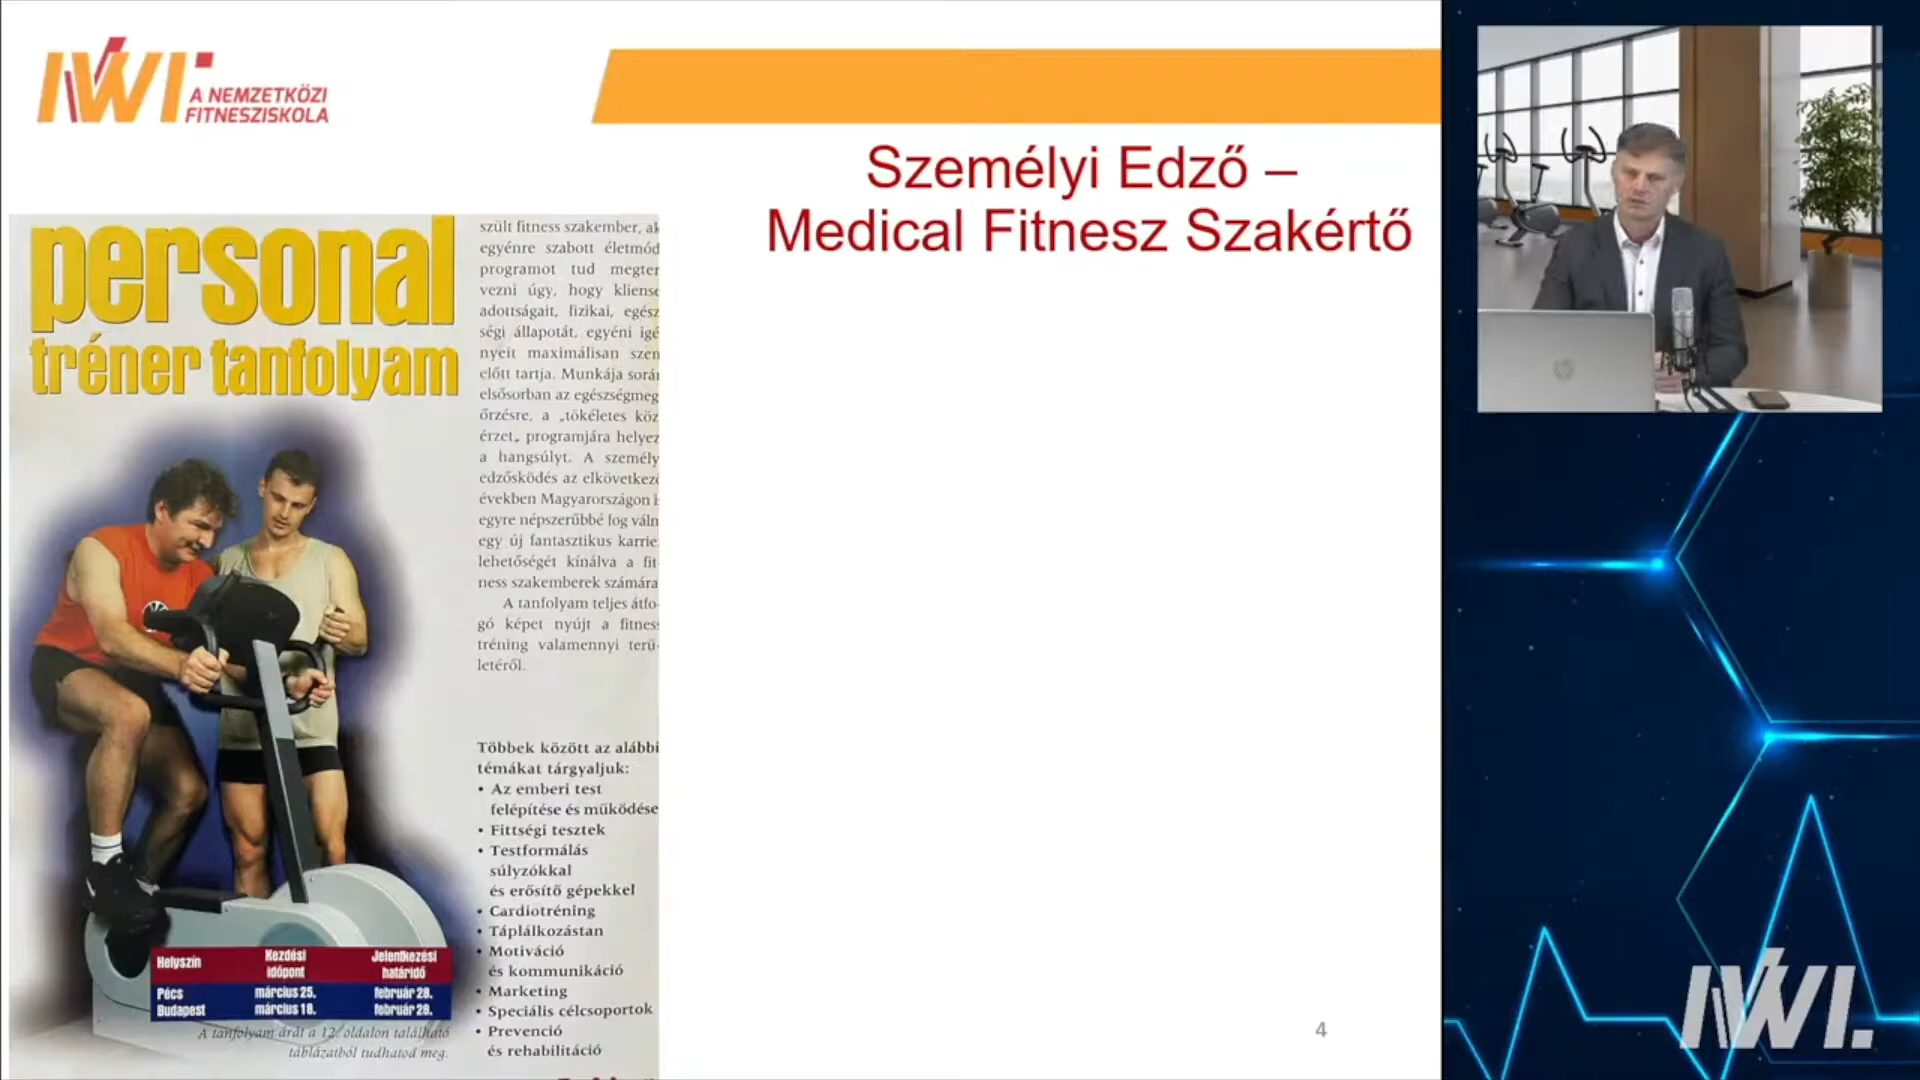 IWI
A NEMZETKÖZI
FITNESZISKOLA
Személyi Edző –
Medical Fitnesz Szakértő
personal
tréner tanfolyam
szült fitness szakember, ak
egyénre szabott életmód
programot tud megter
vezni úgy, hogy kliense
adottságait, fizikai, egész
ségi állapotát, egyéni igé
nyeit maximálisan szem
előtt tartja. Munkája során
elsősorban az egészségmeg
őrzésre, a „tökéletes köz
érzet„ programjára helyez
a hangsúlyt. A személy
edzősködés az elkövetkező
években Magyarországon i
egyre népszerűbbé fog váln
egy új fantasztikus karrie
lehetőségét kínálva a fit-
ness szakemberek számára
A tanfolyam teljes átfo-
gó képet nyújt a fitness
tréning valamennyi terü-
letéről.
Többek között az alábbi
témákat tárgyaljuk:
• Az emberi test
felépítése és működése
• Fittségi tesztek
• Testformálás
súlyzókkal
és erősítő gépekkel
• Cardiotréning
• Táplálkozástan
• Motiváció
és kommunikáció
• Marketing
• Speciális célcsoportok
• Prevenció
és rehabilitáció
Helyszín Kezdési időpont Jelentkezési határidő
Pécs március 25. február 28.
Budapest március 18. február 28.
A tanfolyam árát a 12. oldalon található
táblázatból tudhatod meg.
4
hp
IWI.